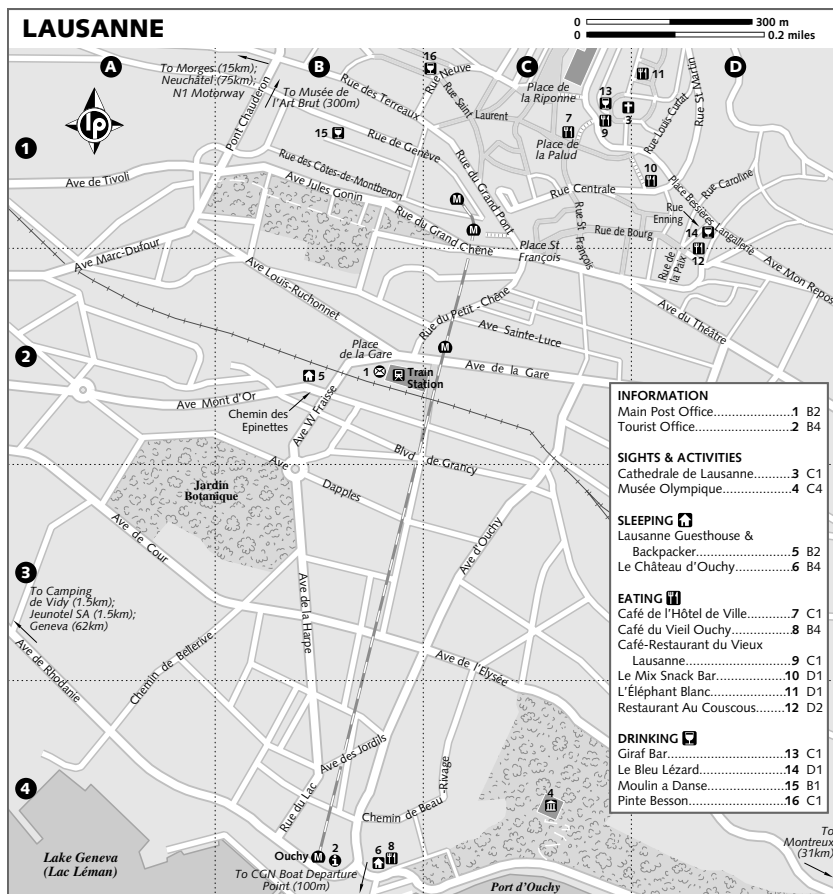 LAUSANNE
0 300 m
0 0.2 miles
A
B
C
D
1
2
3
4
lp
To Morges (15km);
Neuchâtel (75km);
N1 Motorway
To Musée de
l'Art Brut (300m)
Pont Chauderon
Rue des Terreaux
16
Rue Neuve
Rue Saint
Laurent
Place de
la Riponne
13
11
7
9
3
Place de
la Palud
Rue Louis Curtat
Rue St Martin
15
Rue de Genève
Rue des Côtes-de-Montbenon
Ave Jules Gonin
Ave de Tivoli
Rue du Grand Pont
M
M
Rue du Grand Chêne
Rue Centrale
10
Place Bessières
Rue Caroline
Langallerie
Rue
Enning
14
12
Rue de Bourg
Rue St François
Place St
François
Rue de
la Paix
Ave Mon Repos
Ave du Théâtre
Ave Marc-Dufour
Ave Louis-Ruchonnet
Rue du Petit - Chêne
Ave Sainte-Luce
M
Place
de la Gare
1
Train
Station
Ave de la Gare
5
Ave Mont d'Or
Chemin des
Epinettes
Ave W Fraisse
Blvd de Grancy
Ave Dapples
Jardin
Botanique
Ave de Cour
Ave d'Ouchy
Ave de la Harpe
To Camping
de Vidy (1.5km);
Jeunotel SA (1.5km);
Geneva (62km)
Ave de Rhodanie
Chemin de Bellerive
Ave de l'Elysée
Ave des Jordils
Rue du Lac
Chemin de Beau -Rivage
4
Ouchy M
2
6
8
To CGN Boat Departure
Point (100m)
Lake Geneva
(Lac Léman)
Port d'Ouchy
To
Montreux
(31km)
INFORMATION
Main Post Office.....................1 B2
Tourist Office.........................2 B4
SIGHTS & ACTIVITIES
Cathedrale de Lausanne..........3 C1
Musée Olympique..................4 C4
SLEEPING
Lausanne Guesthouse &
Backpacker........................5 B2
Le Château d'Ouchy..............6 B4
EATING
Café de l'Hôtel de Ville...........7 C1
Café du Vieil Ouchy...............8 B4
Café-Restaurant du Vieux
Lausanne...........................9 C1
Le Mix Snack Bar.................10 D1
L'Éléphant Blanc..................11 D1
Restaurant Au Couscous.......12 D2
DRINKING
Giraf Bar.............................13 C1
Le Bleu Lézard.....................14 D1
Moulin a Danse...................15 B1
Pinte Besson.......................16 C1